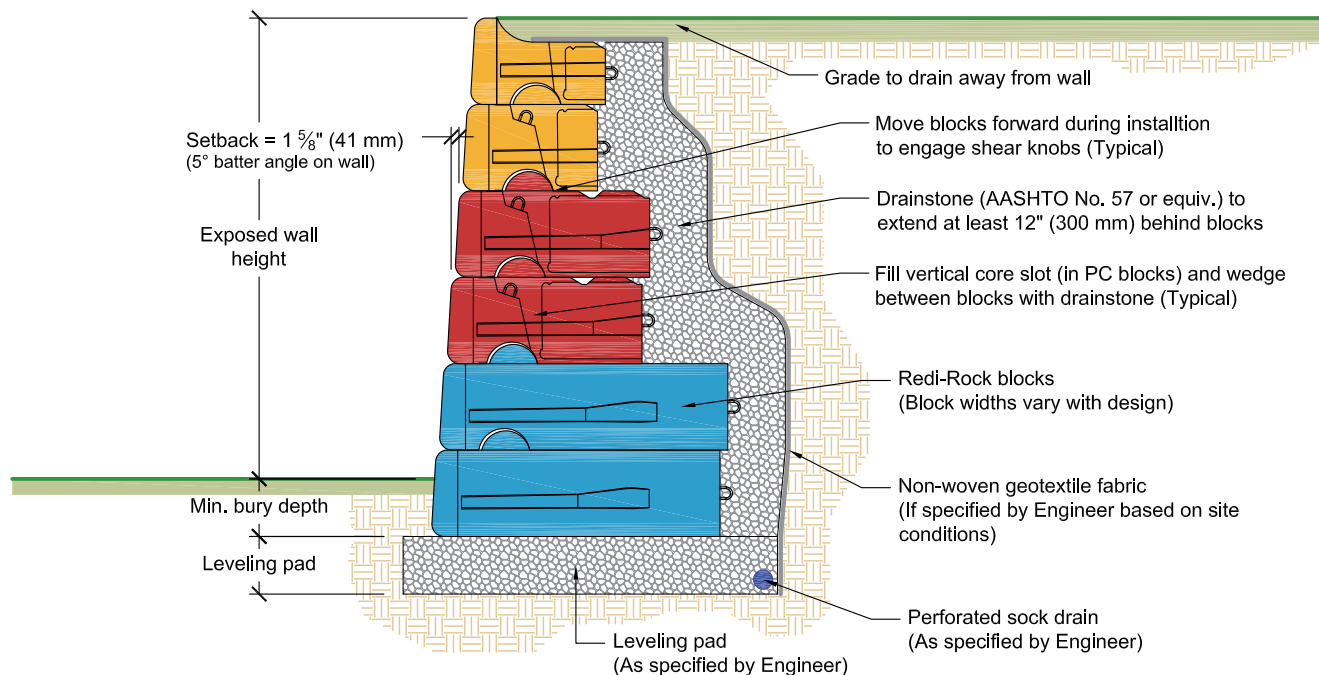 Grade to drain away from wall
Setback = 1 ⅝" (41 mm)
(5° batter angle on wall)
Move blocks forward during installtion
to engage shear knobs (Typical)
Drainstone (AASHTO No. 57 or equiv.) to
extend at least 12" (300 mm) behind blocks
Exposed wall
height
Fill vertical core slot (in PC blocks) and wedge
between blocks with drainstone (Typical)
Redi-Rock blocks
(Block widths vary with design)
Min. bury depth
Non-woven geotextile fabric
(If specified by Engineer based on site
conditions)
Leveling pad
Perforated sock drain
(As specified by Engineer)
Leveling pad
(As specified by Engineer)